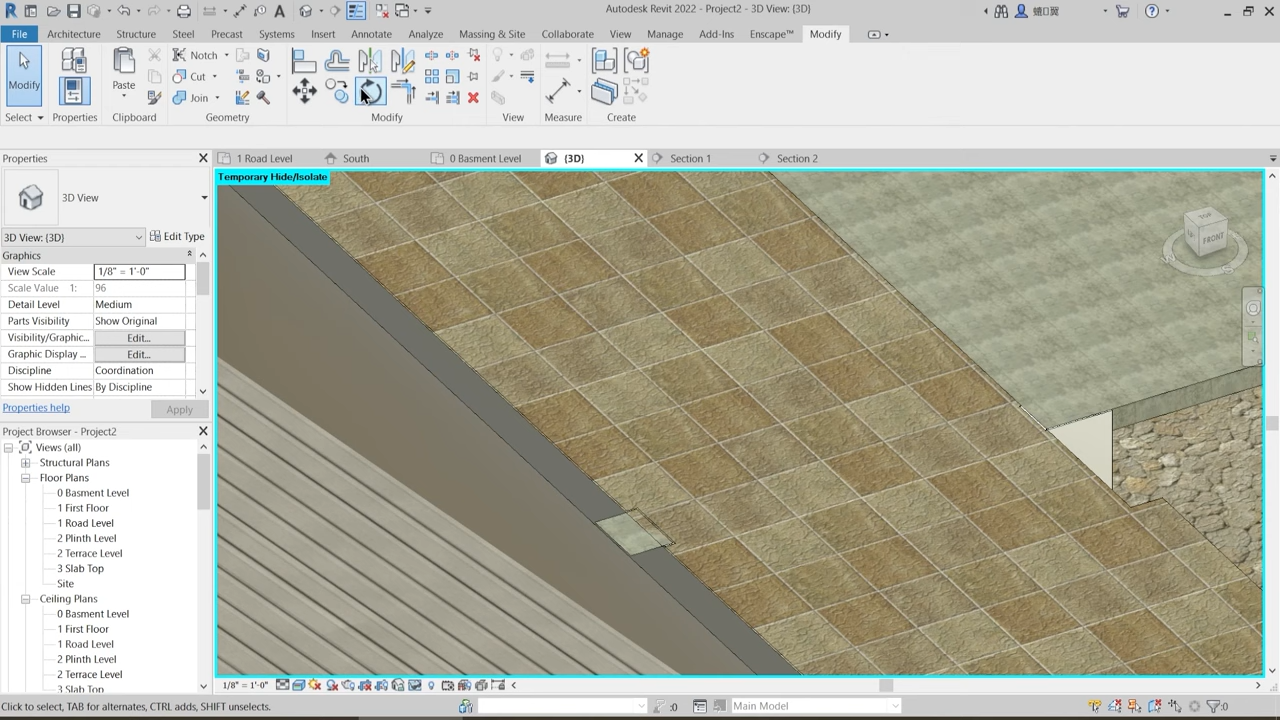 Autodesk Revit 2022 - Project2 - 3D View: {3D}
File Architecture Structure Steel Precast Systems Insert Annotate Analyze Massing & Site Collaborate View Manage Add-Ins Enscape™ Modify
Modify
Paste
Notch
Cut
Join
Select Properties Clipboard Geometry Modify View Measure Create
Properties
1 Road Level South 0 Basment Level {3D} Section 1 Section 2
Temporary Hide/Isolate
3D View
3D View: {3D} Edit Type
Graphics
View Scale 1/8" = 1'-0"
Scale Value 1: 96
Detail Level Medium
Parts Visibility Show Original
Visibility/Graphic... Edit...
Graphic Display ... Edit...
Discipline Coordination
Show Hidden Lines By Discipline
Properties help Apply
Project Browser - Project2
Views (all)
Structural Plans
Floor Plans
0 Basment Level
1 First Floor
1 Road Level
2 Plinth Level
2 Terrace Level
3 Slab Top
Site
Ceiling Plans
0 Basment Level
1 First Floor
1 Road Level
2 Plinth Level
2 Terrace Level
3 Slab Top
TOP
FRONT
1/8" = 1'-0"
Click to select, TAB for alternates, CTRL adds, SHIFT unselects.
:0
Main Model
:0